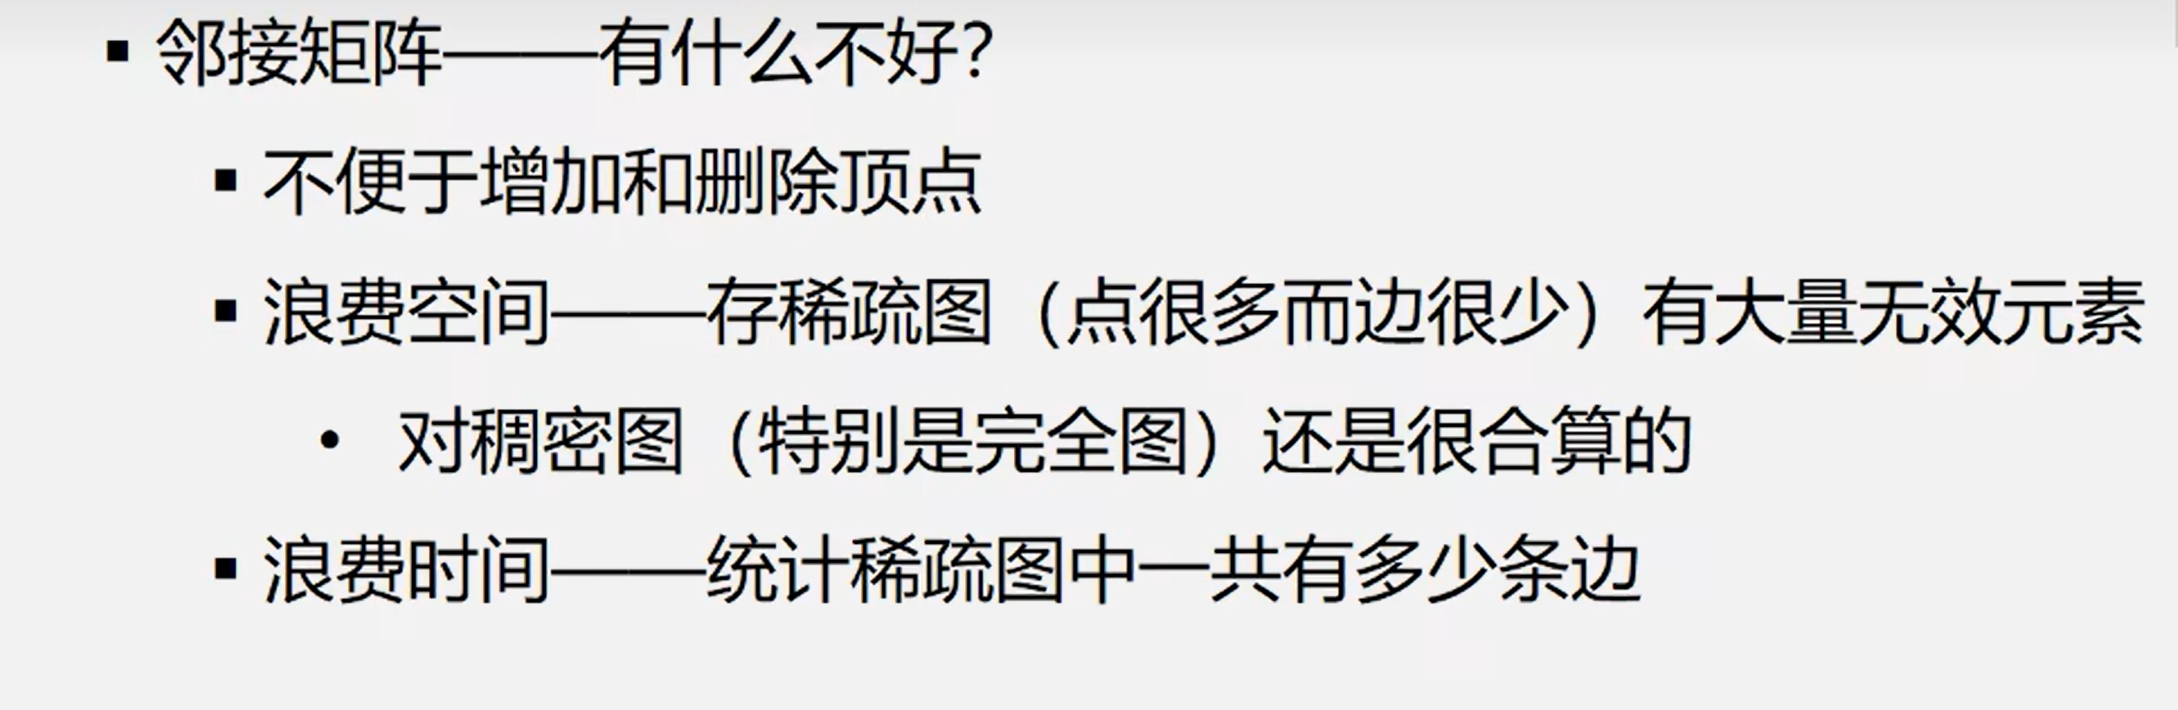 ▪ 邻接矩阵——有什么不好?
▪ 不便于增加和删除顶点
▪ 浪费空间——存稀疏图（点很多而边很少）有大量无效元素
• 对稠密图（特别是完全图）还是很合算的
▪ 浪费时间——统计稀疏图中一共有多少条边